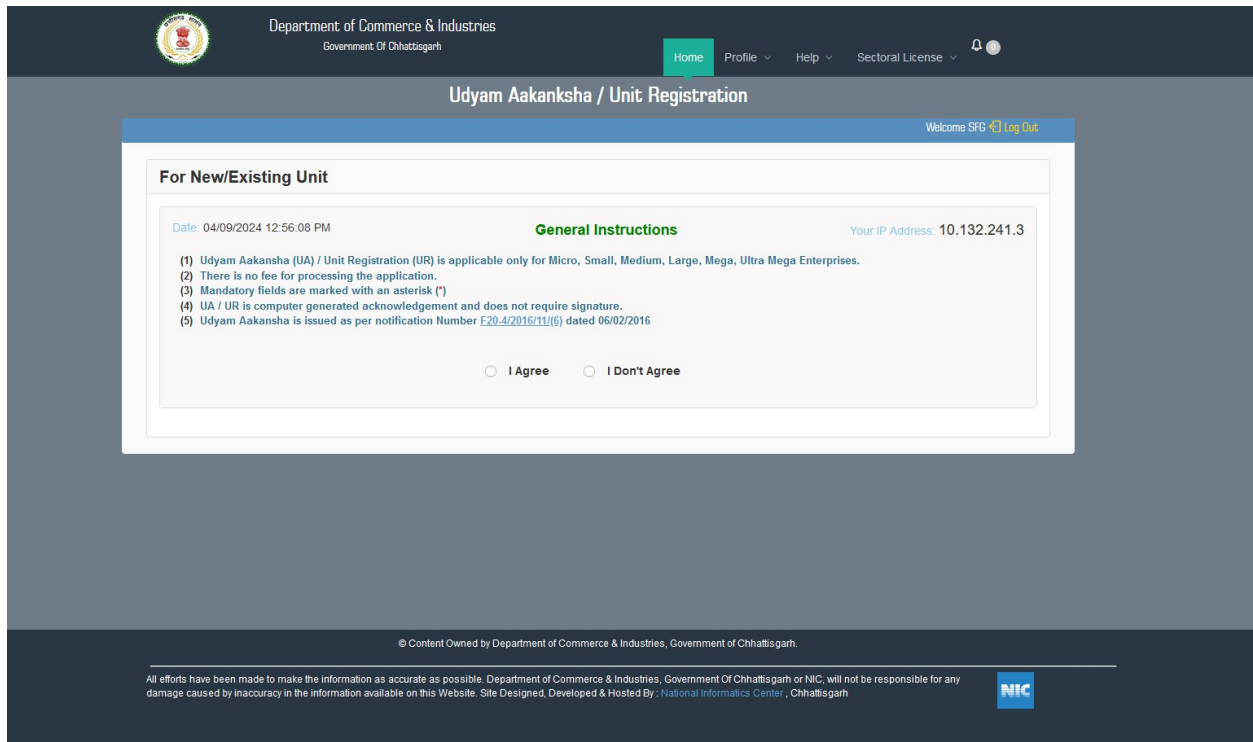 Department of Commerce & Industries
Government Of Chhattisgarh
Home Profile Help Sectoral License 0
Udyam Aakanksha / Unit Registration
Welcome SFG Log Out
For New/Existing Unit
Date: 04/09/2024 12:56:08 PM General Instructions Your IP Address: 10.132.241.3
(1) Udyam Aakansha (UA) / Unit Registration (UR) is applicable only for Micro, Small, Medium, Large, Mega, Ultra Mega Enterprises.
(2) There is no fee for processing the application.
(3) Mandatory fields are marked with an asterisk (*)
(4) UA / UR is computer generated acknowledgement and does not require signature.
(5) Udyam Aakansha is issued as per notification Number F20-4/2016/11/(6) dated 06/02/2016
I Agree I Don't Agree
© Content Owned by Department of Commerce & Industries, Government of Chhattisgarh.
All efforts have been made to make the information as accurate as possible. Department of Commerce & Industries, Government Of Chhattisgarh or NIC, will not be responsible for any
damage caused by inaccuracy in the information available on this Website. Site Designed, Developed & Hosted By : National Informatics Center , Chhattisgarh
NIC